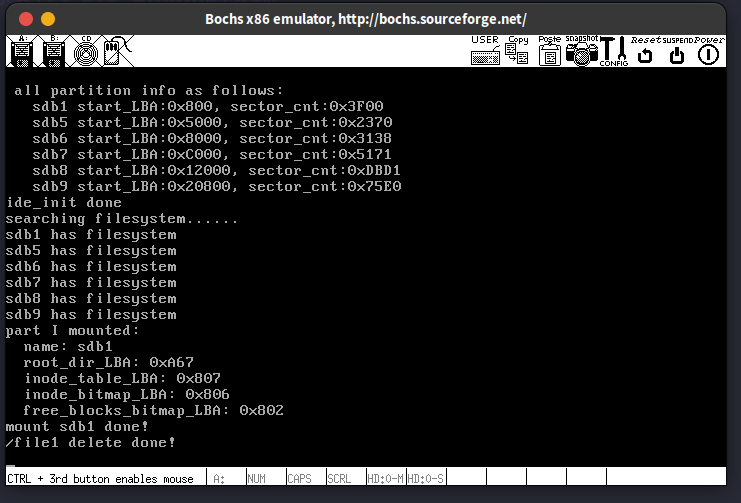 Bochs x86 emulator, http://bochs.sourceforge.net/
A: B: CD USER Copy Paste snapshot CONFIG Reset SUSPEND Power
all partition info as follows:
sdb1 start_LBA:0x800, sector_cnt:0x3F00
sdb5 start_LBA:0x5000, sector_cnt:0x2370
sdb6 start_LBA:0x8000, sector_cnt:0x3138
sdb7 start_LBA:0xC000, sector_cnt:0x5171
sdb8 start_LBA:0x12000, sector_cnt:0xDBD1
sdb9 start_LBA:0x20800, sector_cnt:0x75E0
ide_init done
searching filesystem......
sdb1 has filesystem
sdb5 has filesystem
sdb6 has filesystem
sdb7 has filesystem
sdb8 has filesystem
sdb9 has filesystem
part I mounted:
name: sdb1
root_dir_LBA: 0xA67
inode_table_LBA: 0x807
inode_bitmap_LBA: 0x806
free_blocks_bitmap_LBA: 0x802
mount sdb1 done!
/file1 delete done!
CTRL + 3rd button enables mouse A: NUM CAPS SCRL HD:0-M HD:0-S